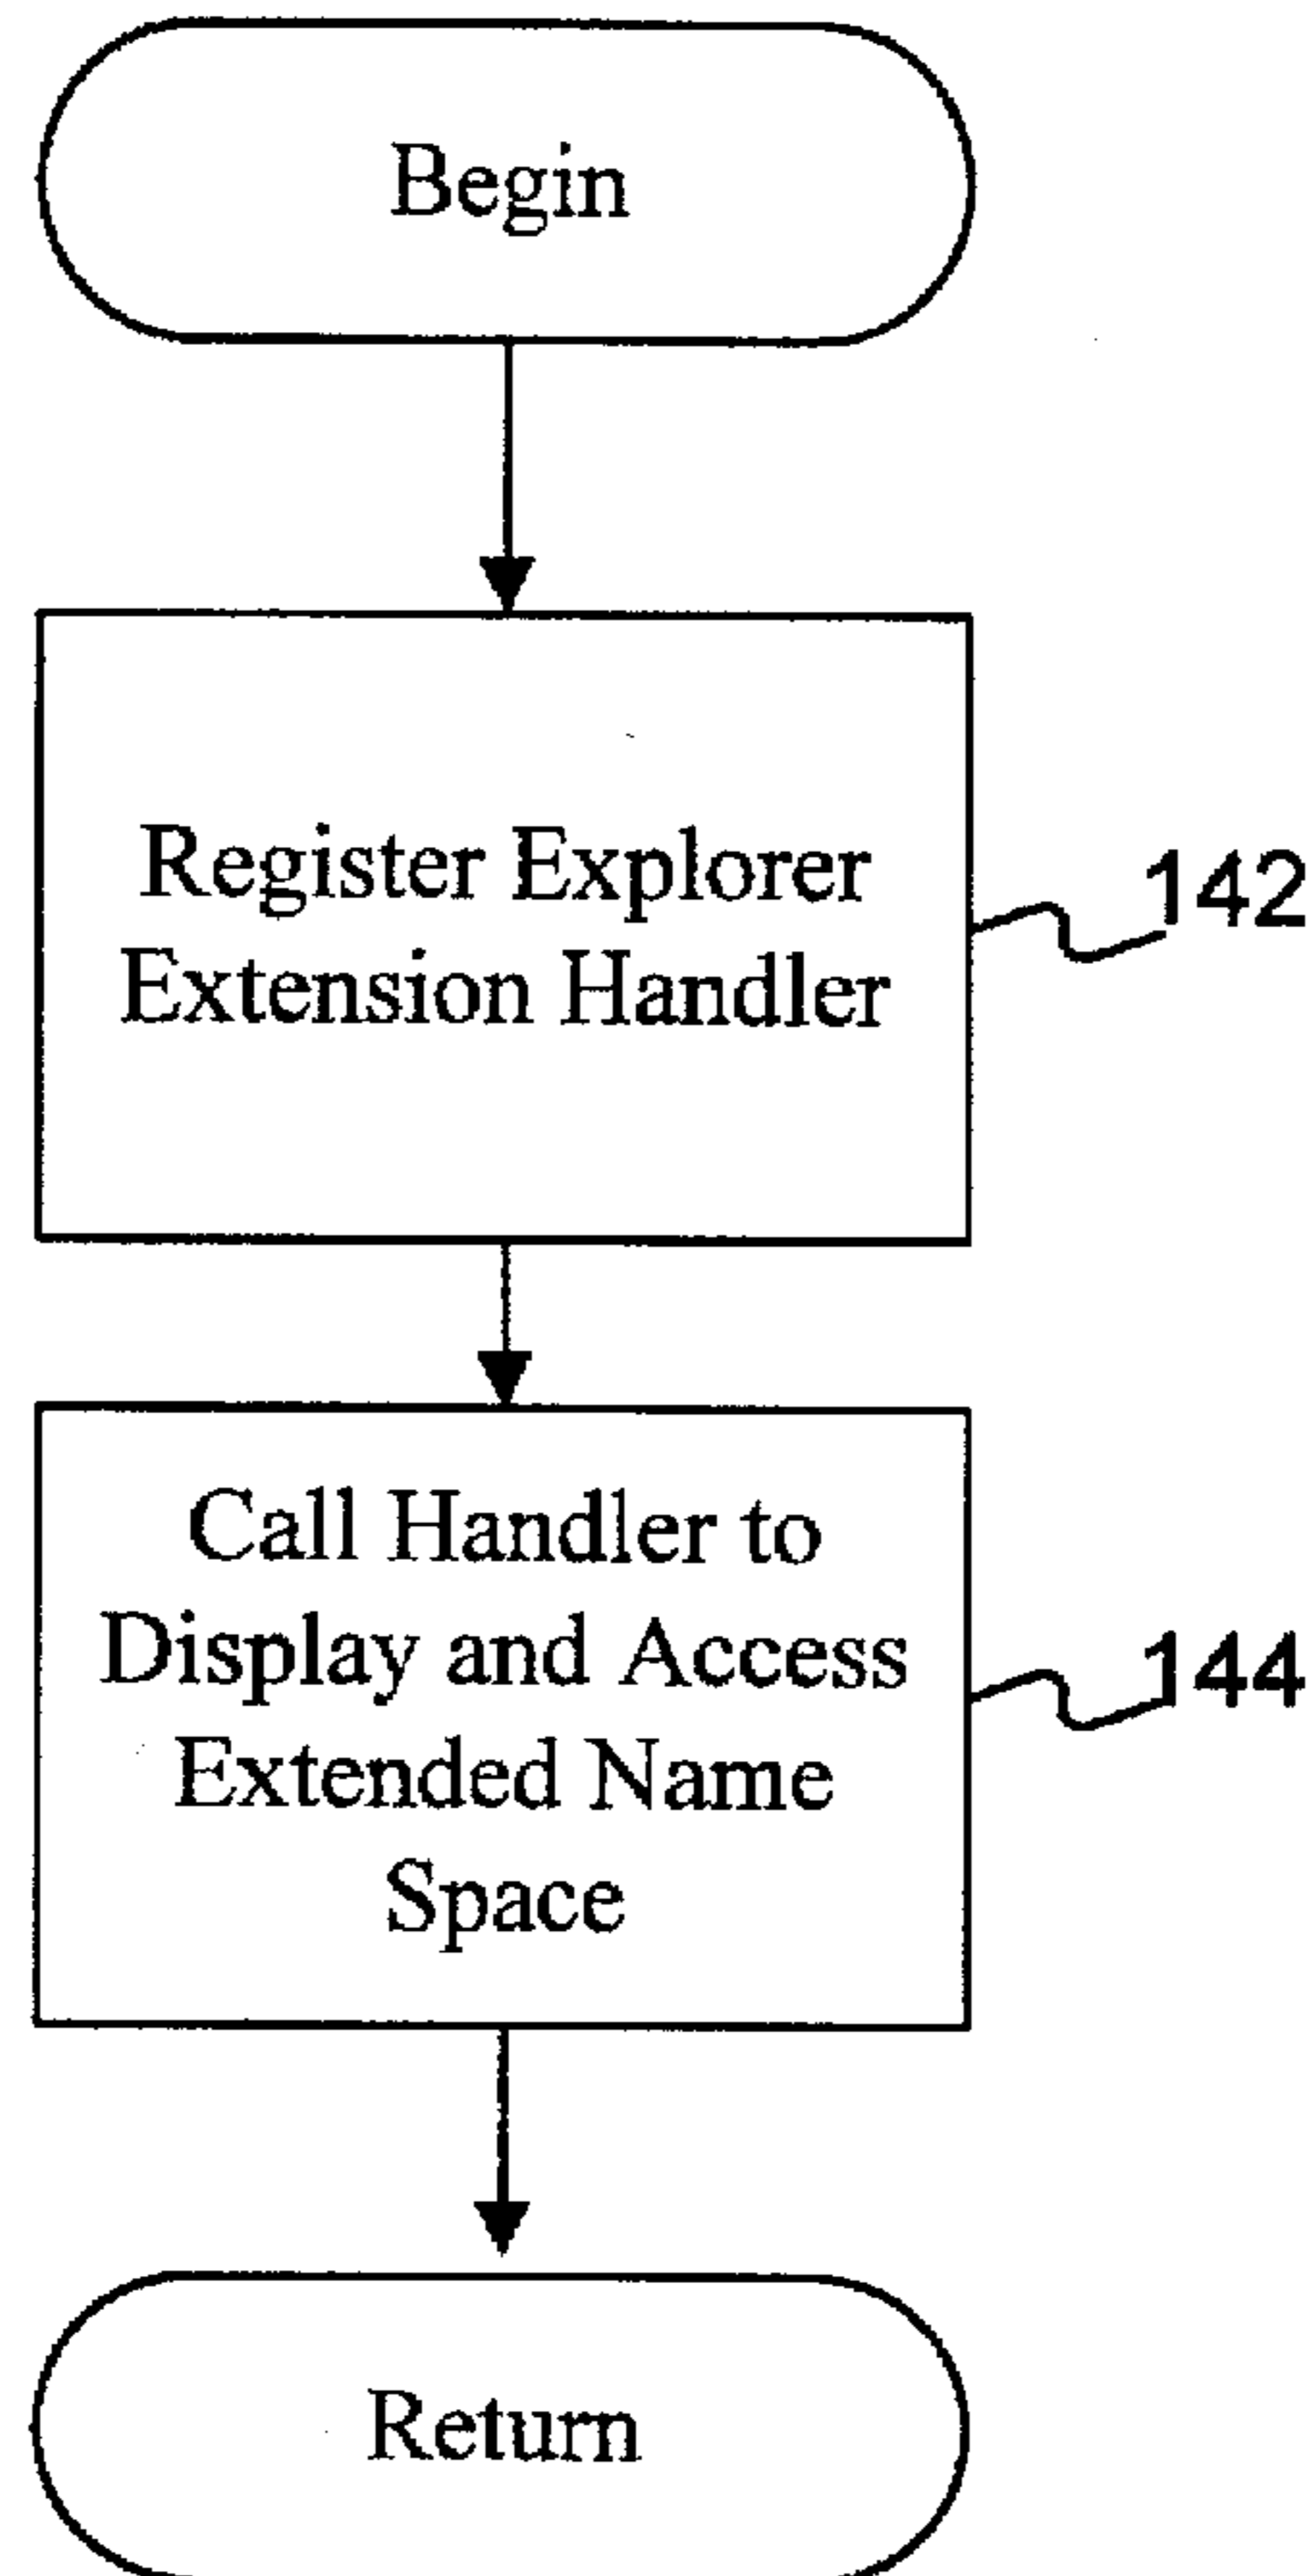 Begin
Register Explorer
Extension Handler
142
Call Handler to
Display and Access
Extended Name
Space
144
Return